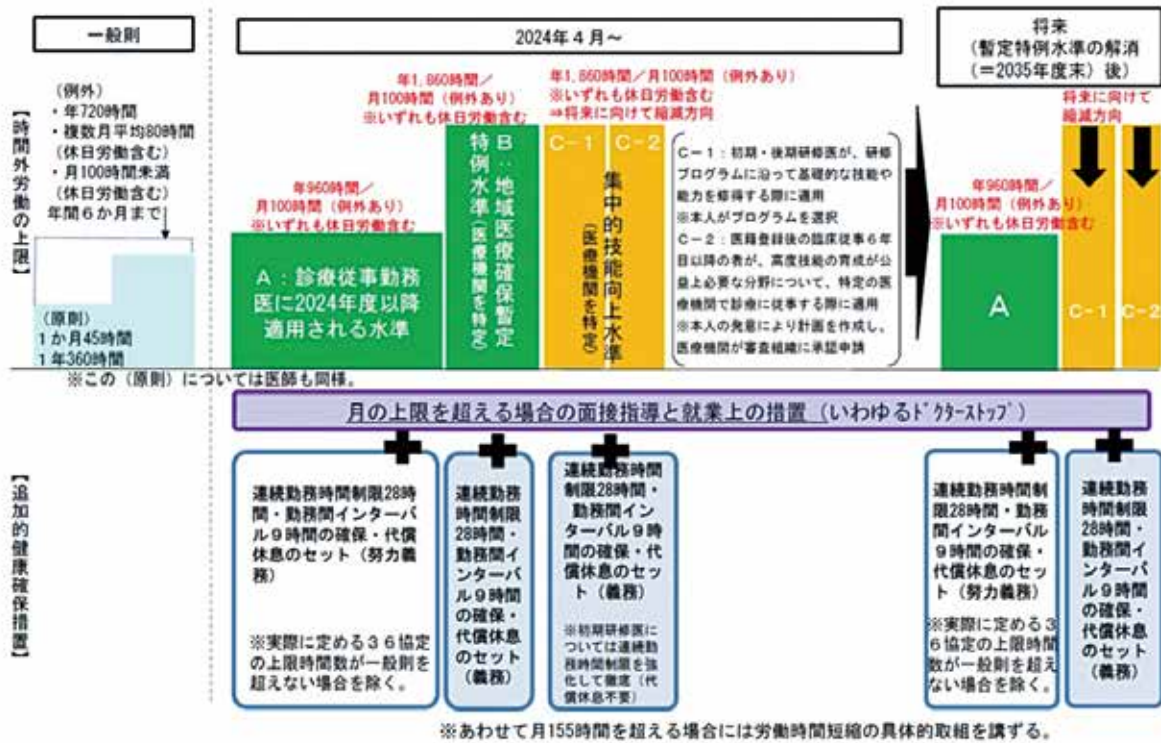 一般則
2024年4月～
将来
(暫定特例水準の解消
(=2035年度末)後)
【時間外労働の上限】
(例外)
・年720時間
・複数月平均80時間
(休日労働含む)
・月100時間未満
(休日労働含む)
年間6か月まで
(原則)
1か月45時間
1年360時間
※この(原則)については医師も同様。
年960時間/
月100時間(例外あり)
※いずれも休日労働含む
A:診療従事勤務
医に2024年度以降
適用される水準
年1,860時間/
月100時間(例外あり)
※いずれも休日労働含む
B:地域医療確保暫定
特例水準(医療機関を特定)
年1,860時間/月100時間(例外あり)
※いずれも休日労働含む
⇒将来に向けて縮減方向
C-1
C-2
集中的技能向上水準
(医療機関を特定)
C-1:初期・後期研修医が、研修
プログラムに沿って基礎的な技能や
能力を修得する際に適用
※本人がプログラムを選択
C-2:医籍登録後の臨床従事6年
目以降の者が、高度技能の育成が公
益上必要な分野について、特定の医
療機関で診療に従事する際に適用
※本人の発意により計画を作成し、
医療機関が審査組織に承認申請
年960時間/
月100時間(例外あり)
※いずれも休日労働含む
A
将来に向けて
縮減方向
C-1
C-2
月の上限を超える場合の面接指導と就業上の措置(いわゆるﾄﾞｸﾀｰｽﾄｯﾌﾟ)
【追加的健康確保措置】
連続勤務時間制限28時
間・勤務間インターバ
ル9時間の確保・代償
休息のセット(努力義
務)
※実際に定める36協定
の上限時間数が一般則を
超えない場合を除く。
連続勤務
時間制限
28時間・
勤務間イ
ンターバ
ル9時間
の確保・
代償休息
のセット
(義務)
連続勤務時間
制限28時間・
勤務間イン
ターバル9時
間の確保・代
償休息のセッ
ト(義務)
※初期研修医に
ついては連続勤
務時間制限を強
化して徹底(代
償休息不要)
連続勤務時間制
限28時間・勤務
間インターバル
9時間の確保・
代償休息のセッ
ト(努力義務)
※実際に定める3
6協定の上限時間
数が一般則を超え
ない場合を除く。
連続勤務
時間制限
28時間・
勤務間イ
ンターバ
ル9時間
の確保・
代償休息
のセット
(義務)
※あわせて月155時間を超える場合には労働時間短縮の具体的取組を講ずる。